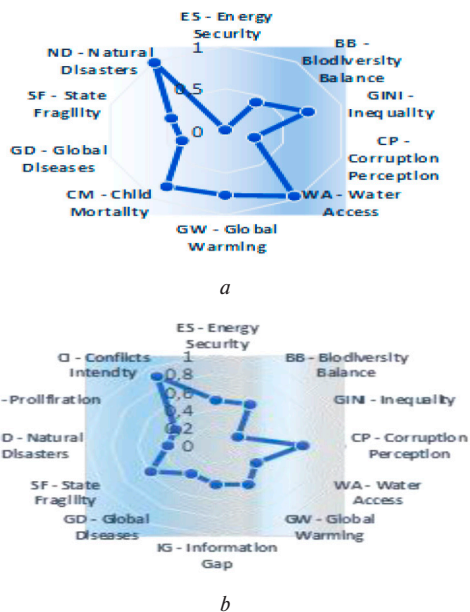 ES - Energy
Security
1
BB -
Biodiversity
Balance
ND - Natural
Disasters
0.5
SF - State
Fragility
GINI -
Inequality
0
GD - Global
Diseases
CP -
Corruption
Perception
CM - Child
Mortality
WA - Water
Access
GW - Global
Warming
a
ES - Energy
Security
CI - Conflicts
Intendity
1
BB - Biodiversity
Balance
0,8
- Prolifiration
0,6
GINI - Inequality
0,4
0,2
D - Natural
Disasters
0
CP - Corruption
Perception
SF - State
Fragility
WA - Water
Access
GD - Global
Diseases
GW - Global
Warming
IG - Information
Gap
b